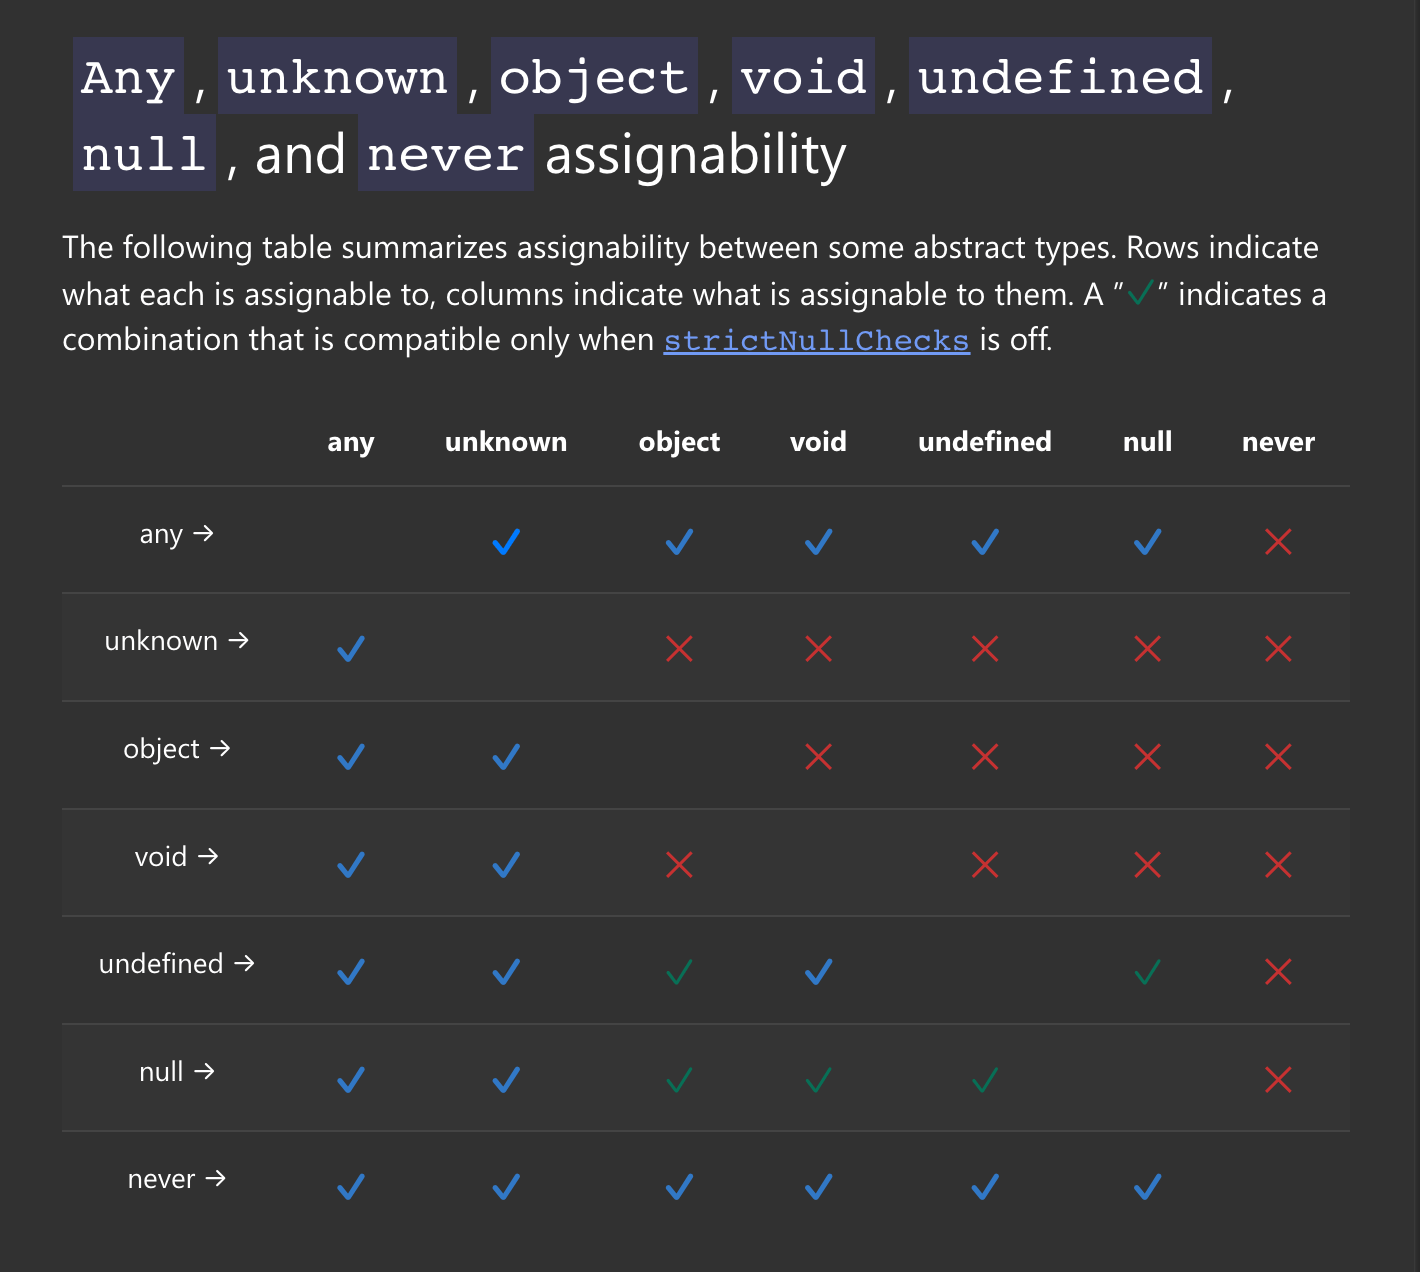 Any, unknown, object, void, undefined,
null, and never assignability
The following table summarizes assignability between some abstract types. Rows indicate
what each is assignable to, columns indicate what is assignable to them. A "✓" indicates a
combination that is compatible only when strictNullChecks is off.
any unknown object void undefined null never
any → ✓ ✓ ✓ ✓ ✓ ✕
unknown → ✓ ✕ ✕ ✕ ✕ ✕
object → ✓ ✓ ✕ ✕ ✕ ✕
void → ✓ ✓ ✕ ✕ ✕ ✕
undefined → ✓ ✓ ✓ ✓ ✓ ✕
null → ✓ ✓ ✓ ✓ ✓ ✕
never → ✓ ✓ ✓ ✓ ✓ ✓